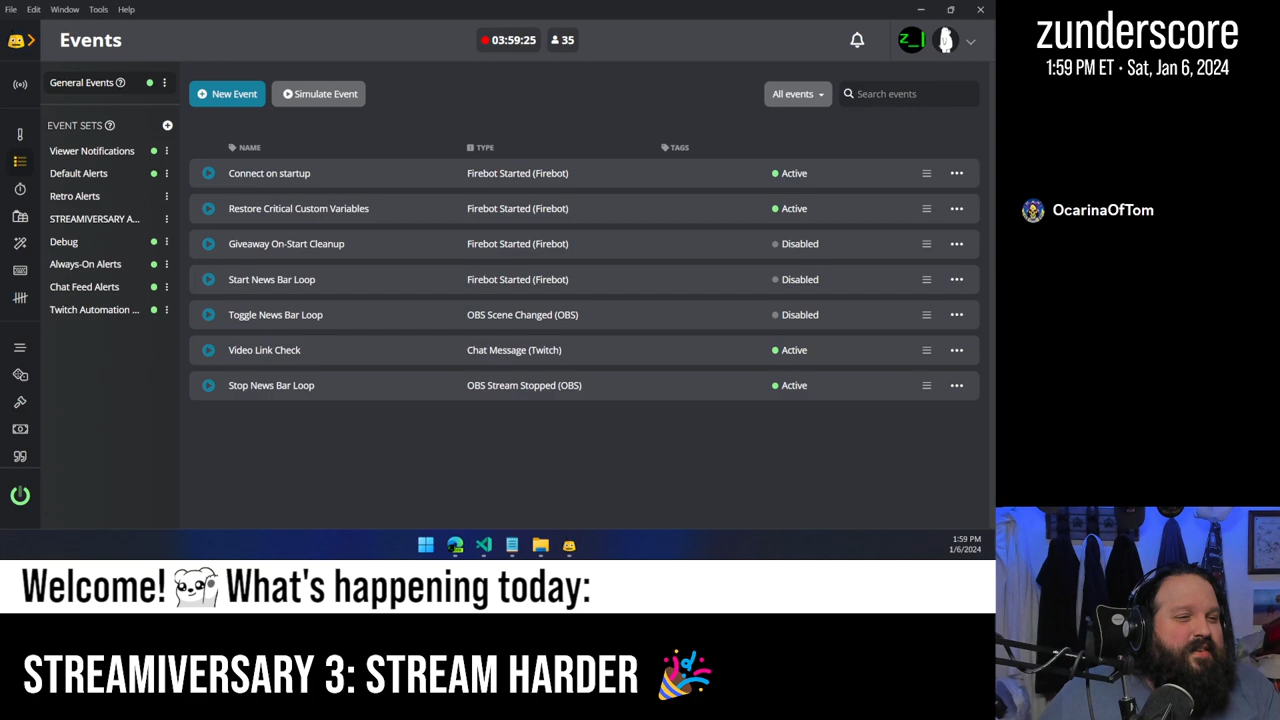 File Edit Window Tools Help
Events
03:59:25 35
z_|
General Events
EVENT SETS
Viewer Notifications
Default Alerts
Retro Alerts
STREAMIVERSARY A...
Debug
Always-On Alerts
Chat Feed Alerts
Twitch Automation ...
New Event Simulate Event
All events Search events
NAME TYPE TAGS
Connect on startup Firebot Started (Firebot) Active
Restore Critical Custom Variables Firebot Started (Firebot) Active
Giveaway On-Start Cleanup Firebot Started (Firebot) Disabled
Start News Bar Loop Firebot Started (Firebot) Disabled
Toggle News Bar Loop OBS Scene Changed (OBS) Disabled
Video Link Check Chat Message (Twitch) Active
Stop News Bar Loop OBS Stream Stopped (OBS) Active
1:59 PM
1/6/2024
zunderscore
1:59 PM ET • Sat, Jan 6, 2024
OcarinaOfTom
Welcome! What's happening today:
STREAMIVERSARY 3: STREAM HARDER